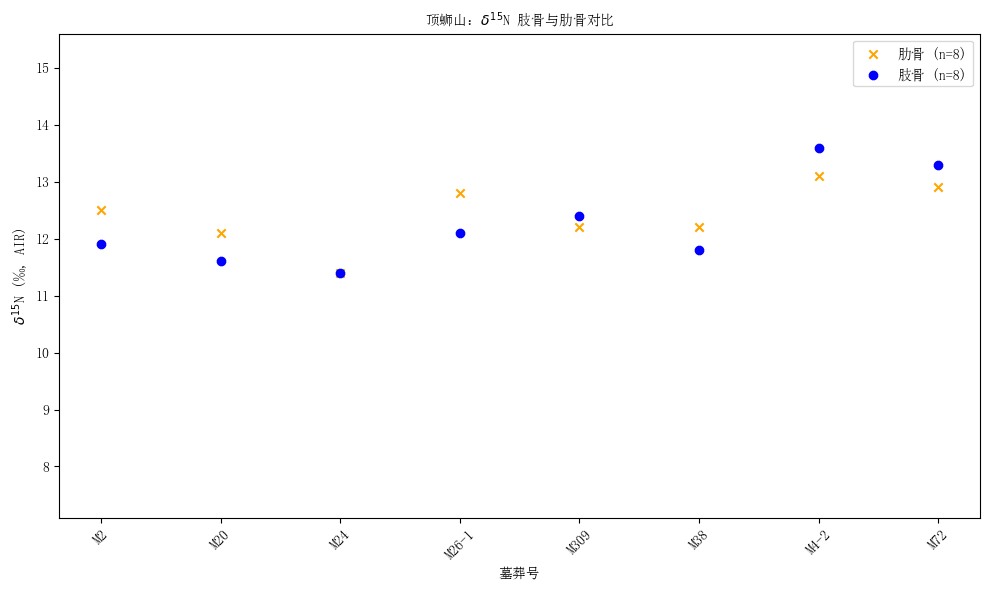 顶蛳山: δ¹⁵N 肢骨与肋骨对比
肋骨 (n=8)
肢骨 (n=8)
δ¹⁵N (‰, AIR)
15
14
13
12
11
10
9
8
M2
M20
M24
M26-1
M309
M38
M4-2
M72
墓葬号